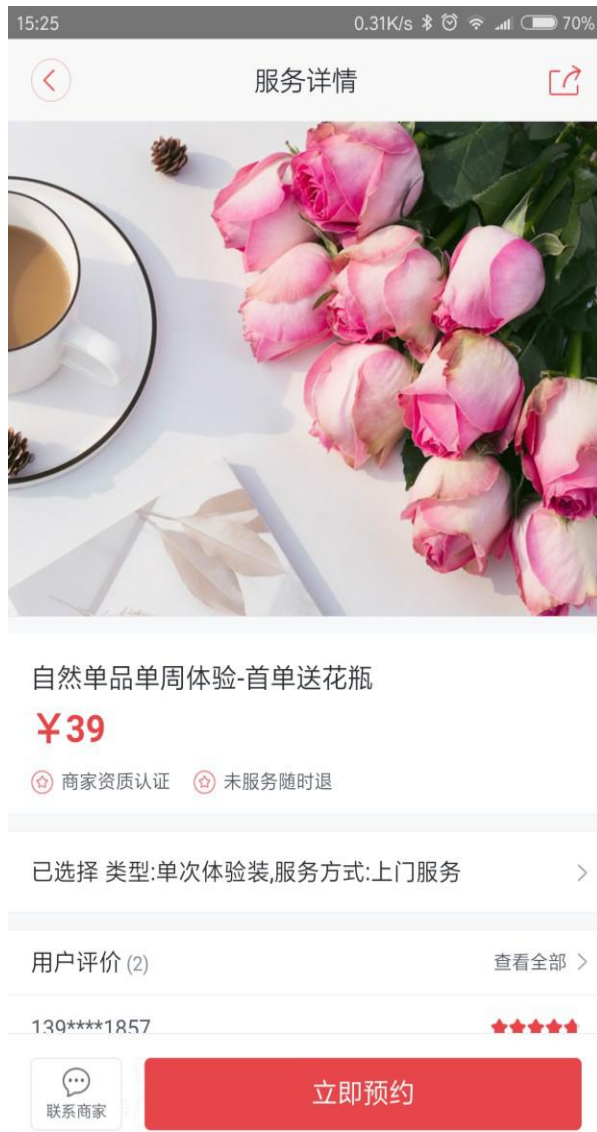 15:25 0.31K/s 70%
服务详情
自然单品单周体验-首单送花瓶
￥39
商家资质认证 未服务随时退
已选择 类型:单次体验装,服务方式:上门服务
用户评价 (2) 查看全部
139****1857
联系商家 立即预约